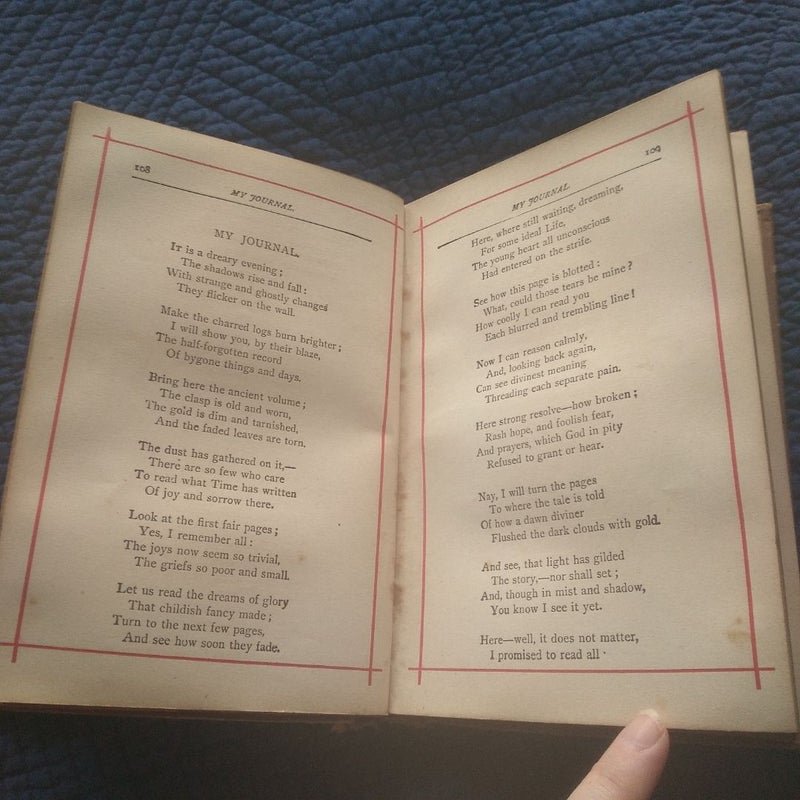 108
MY JOURNAL.
MY JOURNAL.
It is a dreary evening;
The shadows rise and fall:
With strange and ghostly changes
They flicker on the wall.
Make the charred logs burn brighter;
I will show you, by their blaze,
The half-forgotten record
Of bygone things and days.
Bring here the ancient volume;
The clasp is old and worn,
The gold is dim and tarnished,
And the faded leaves are torn.
The dust has gathered on it,—
There are so few who care
To read what Time has written
Of joy and sorrow there.
Look at the first fair pages;
Yes, I remember all:
The joys now seem so trivial,
The griefs so poor and small.
Let us read the dreams of glory
That childish fancy made;
Turn to the next few pages,
And see how soon they fade.
109
MY JOURNAL.
Here, where still waiting, dreaming,
For some ideal Life,
The young heart all unconscious
Had entered on the strife.
See how this page is blotted:
What, could those tears be mine?
How coolly I can read you
Each blurred and trembling line!
Now I can reason calmly,
And, looking back again,
Can see divinest meaning
Threading each separate pain.
Here strong resolve—how broken;
Rash hope, and foolish fear,
And prayers, which God in pity
Refused to grant or hear.
Nay, I will turn the pages
To where the tale is told
Of how a dawn diviner
Flushed the dark clouds with gold.
And see, that light has gilded
The story,—nor shall set;
And, though in mist and shadow,
You know I see it yet.
Here—well, it does not matter,
I promised to read all·